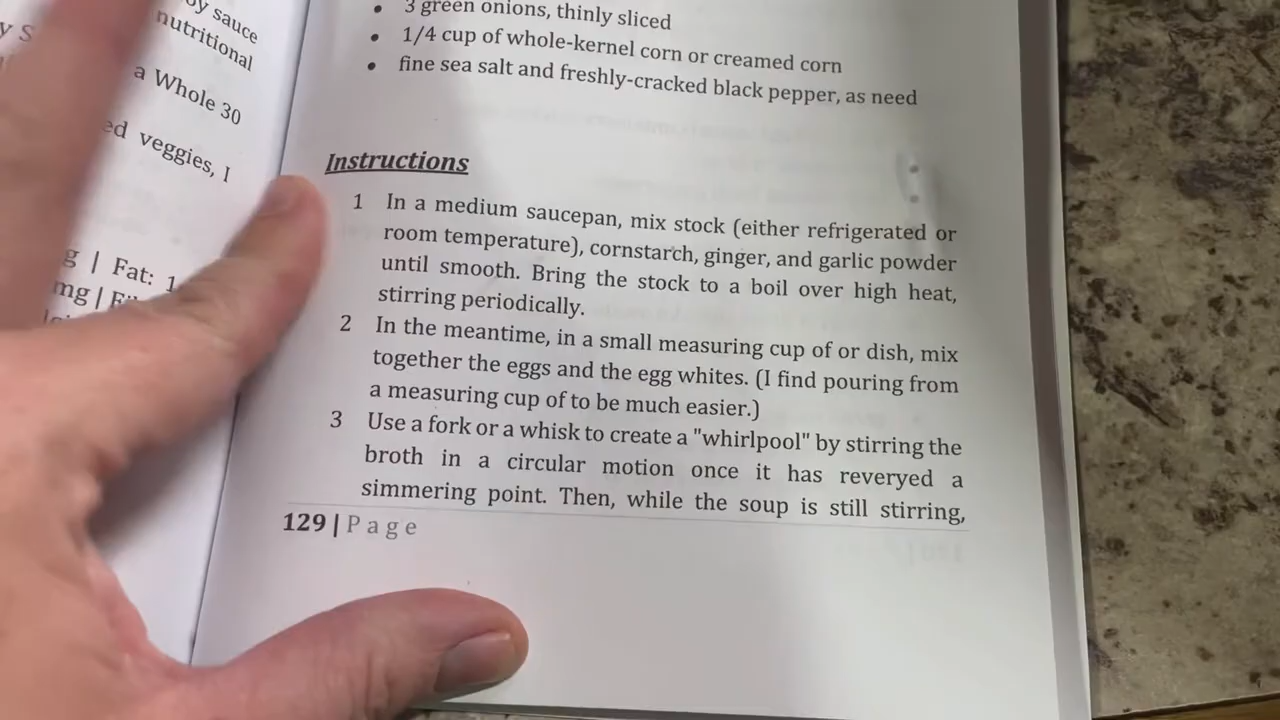 y sauce
nutritional
a Whole 30
ed veggies, I
g | Fat: 1
mg |
3 green onions, thinly sliced
1/4 cup of whole-kernel corn or creamed corn
fine sea salt and freshly-cracked black pepper, as need
Instructions
1 In a medium saucepan, mix stock (either refrigerated or
room temperature), cornstarch, ginger, and garlic powder
until smooth. Bring the stock to a boil over high heat,
stirring periodically.
2 In the meantime, in a small measuring cup of or dish, mix
together the eggs and the egg whites. (I find pouring from
a measuring cup of to be much easier.)
3 Use a fork or a whisk to create a "whirlpool" by stirring the
broth in a circular motion once it has reveryed a
simmering point. Then, while the soup is still stirring,
129 | Page